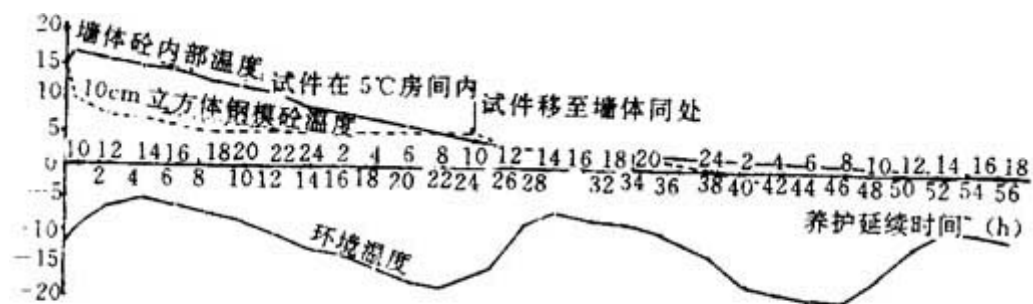 20
墙体砼内部温度
15
试件在5℃房间内
试件移至墙体同处
10
10cm立方体钢模砼温度
5
10 12 14 16 18 20 22 24 2 4 6 8 10 12 14 16 18 20 24 2 4 6 8 10 12 14 16 18
0
2 4 6 8 10 12 14 16 18 20 22 24 26 28 32 34 36 38 40 42 44 46 48 50 52 54 56
-5
养护延续时间 (h)
-10
环境温度
-15
-20